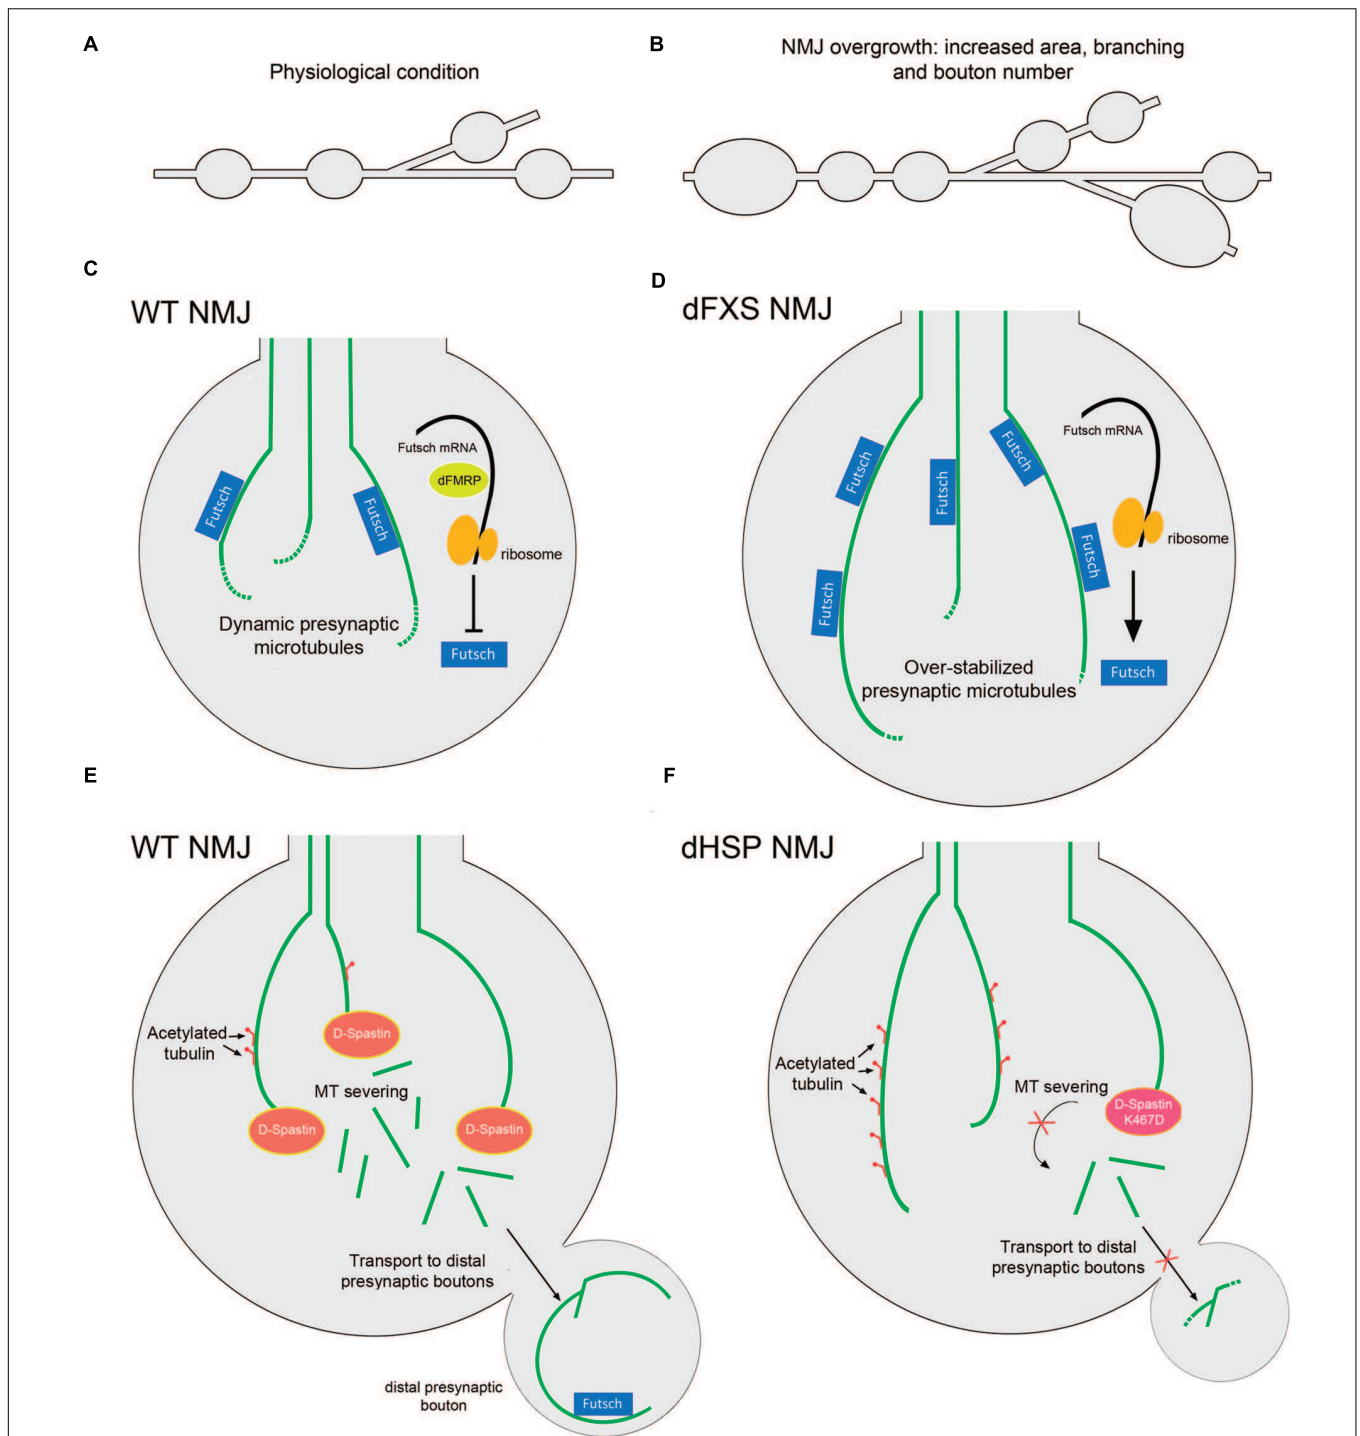 A
Physiological condition
B
NMJ overgrowth: increased area, branching
and bouton number
C
WT NMJ
Futsch mRNA
dFMRP
Futsch
Futsch
ribosome
Dynamic presynaptic
microtubules
Futsch
D
dFXS NMJ
Futsch mRNA
Futsch
Futsch
Futsch
Futsch
Futsch
ribosome
Over-stabilized
presynaptic microtubules
Futsch
E
WT NMJ
Acetylated
tubulin
D-Spastin
MT severing
D-Spastin
D-Spastin
Transport to distal
presynaptic boutons
distal presynaptic
bouton
Futsch
F
dHSP NMJ
Acetylated
tubulin
MT severing
D-Spastin
K467D
Transport to distal
presynaptic boutons